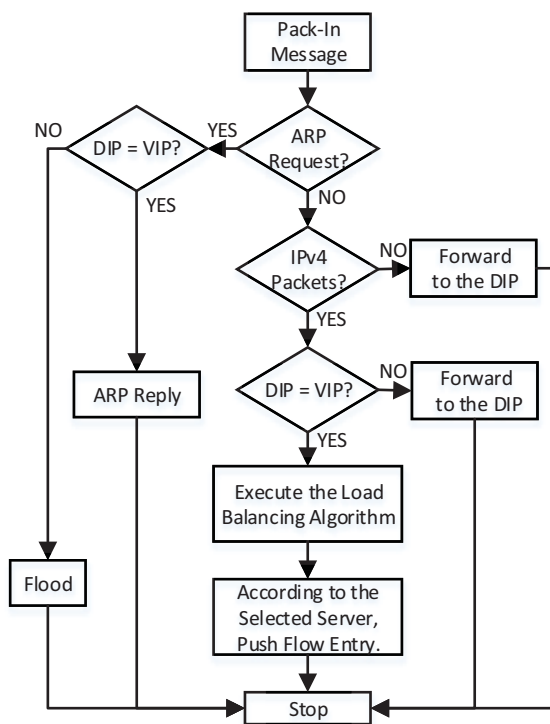 Pack-In
Message
NO
DIP = VIP?
YES
ARP
Request?
YES
NO
IPv4
Packets?
NO
Forward
to the DIP
YES
ARP Reply
DIP = VIP?
NO
Forward
to the DIP
YES
Execute the Load
Balancing Algorithm
Flood
According to the
Selected Server,
Push Flow Entry.
Stop